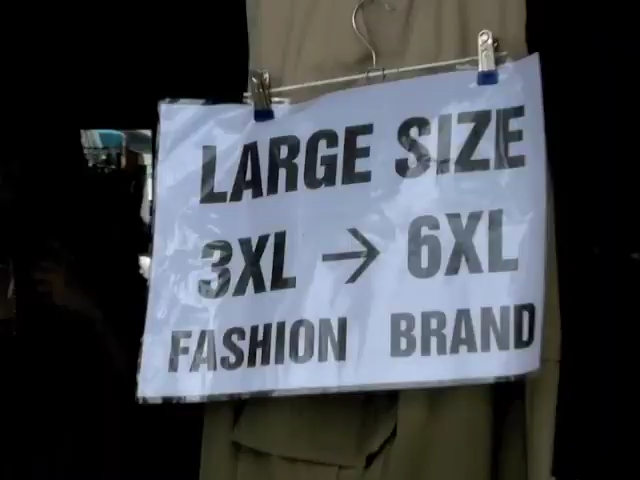 LARGE SIZE
3XL → 6XL
FASHION BRAND